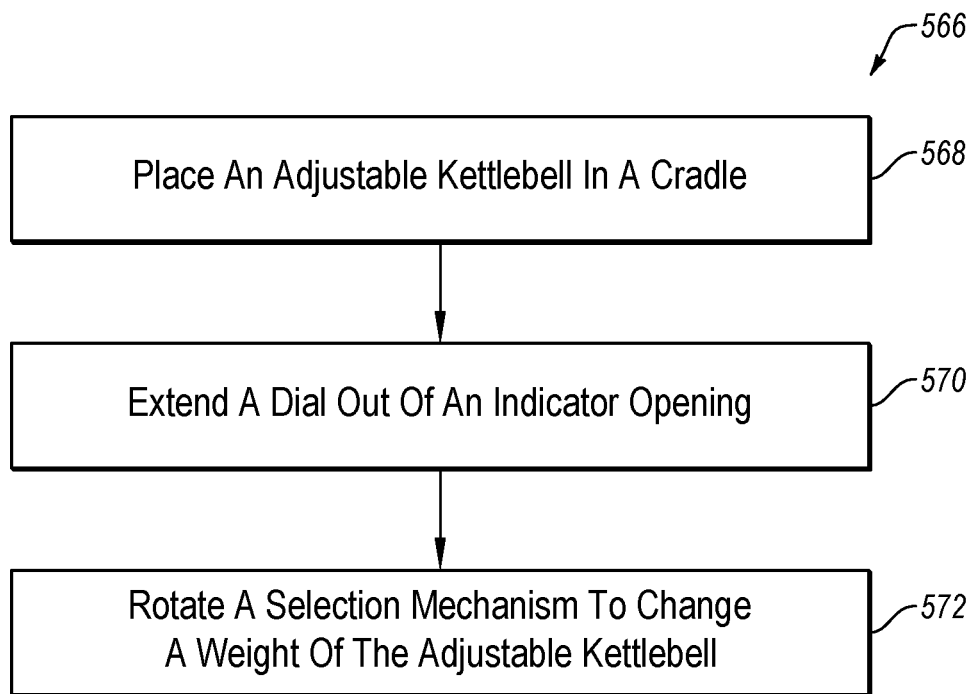 566
Place An Adjustable Kettlebell In A Cradle
568
Extend A Dial Out Of An Indicator Opening
570
Rotate A Selection Mechanism To Change
A Weight Of The Adjustable Kettlebell
572